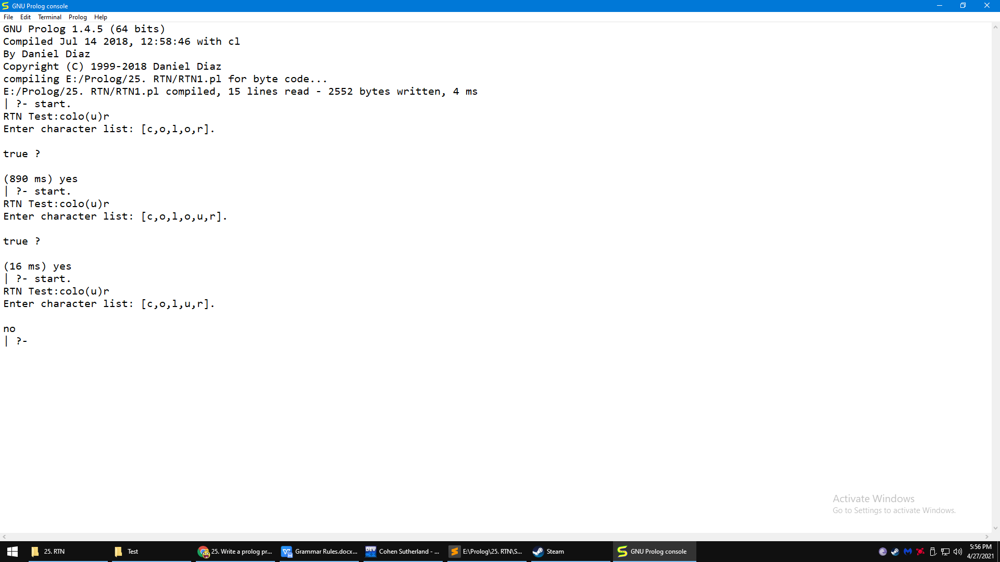 GNU Prolog console
File Edit Terminal Prolog Help
GNU Prolog 1.4.5 (64 bits)
Compiled Jul 14 2018, 12:58:46 with cl
By Daniel Diaz
Copyright (C) 1999-2018 Daniel Diaz
compiling E:/Prolog/25. RTN/RTN1.pl for byte code...
E:/Prolog/25. RTN/RTN1.pl compiled, 15 lines read - 2552 bytes written, 4 ms
| ?- start.
RTN Test:colo(u)r
Enter character list: [c,o,l,o,r].
true ?
(890 ms) yes
| ?- start.
RTN Test:colo(u)r
Enter character list: [c,o,l,o,u,r].
true ?
(16 ms) yes
| ?- start.
RTN Test:colo(u)r
Enter character list: [c,o,l,u,r].
no
| ?-
Activate Windows
Go to Settings to activate Windows.
25. RTN
Test
25. Write a prolog pr...
Grammar Rules.docx...
DEV
Cohen Sutherland - ...
E:\Prolog\25. RTN\S...
Steam
GNU Prolog console
5:56 PM
4/27/2021